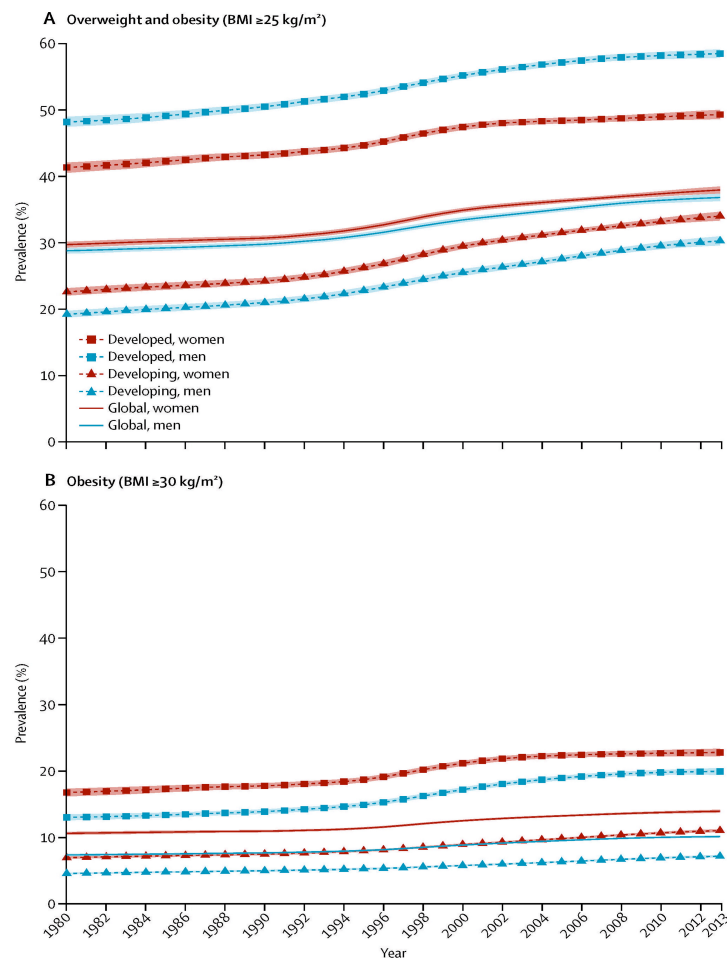 A Overweight and obesity (BMI ≥25 kg/m²)
60
50
40
30
20
10
0
Prevalence (%)
Developed, women
Developed, men
Developing, women
Developing, men
Global, women
Global, men
B Obesity (BMI ≥30 kg/m²)
60
50
40
30
20
10
0
Prevalence (%)
1980
1982
1984
1986
1988
1990
1992
1994
1996
1998
2000
2002
2004
2006
2008
2010
2012
2013
Year